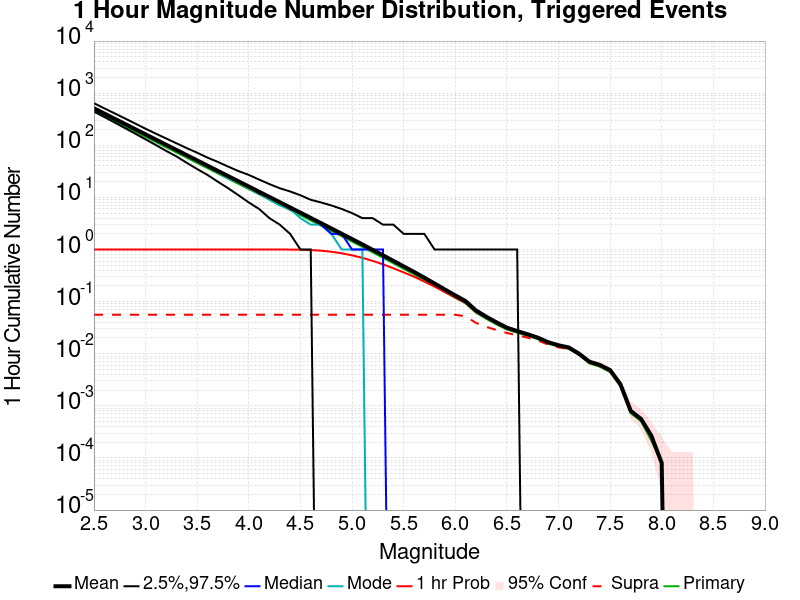 1 Hour Magnitude Number Distribution, Triggered Events
1 Hour Cumulative Number
10^4
10^3
10^2
10^1
10^0
10^-1
10^-2
10^-3
10^-4
10^-5
2.5 3.0 3.5 4.0 4.5 5.0 5.5 6.0 6.5 7.0 7.5 8.0 8.5 9.0
Magnitude
Mean 2.5%,97.5% Median Mode 1 hr Prob 95% Conf Supra Primary